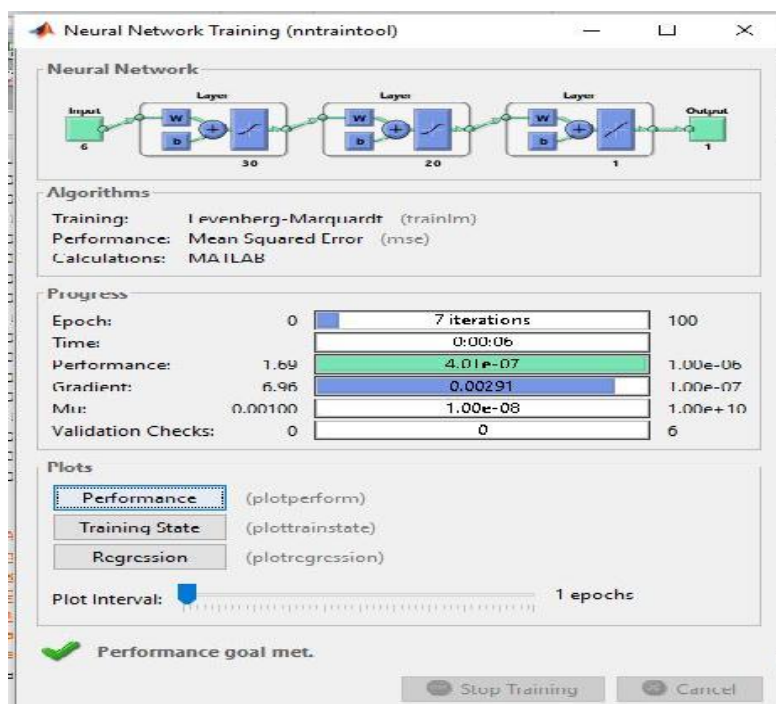 Neural Network Training (nntraintool)
Neural Network
Layer Layer Layer
Input Output
W W W
b b b
6 30 20 1 1
Algorithms
Training: Levenberg-Marquardt (trainlm)
Performance: Mean Squared Error (mse)
Calculations: MATLAB
Progress
Epoch: 0 7 iterations 100
Time: 0:00:06
Performance: 1.69 4.01e-07 1.00e-06
Gradient: 6.96 0.00291 1.00e-07
Mu: 0.00100 1.00e-08 1.00e+10
Validation Checks: 0 0 6
Plots
Performance (plotperform)
Training State (plottrainstate)
Regression (plotregression)
Plot Interval: 1 epochs
Performance goal met.
Stop Training Cancel